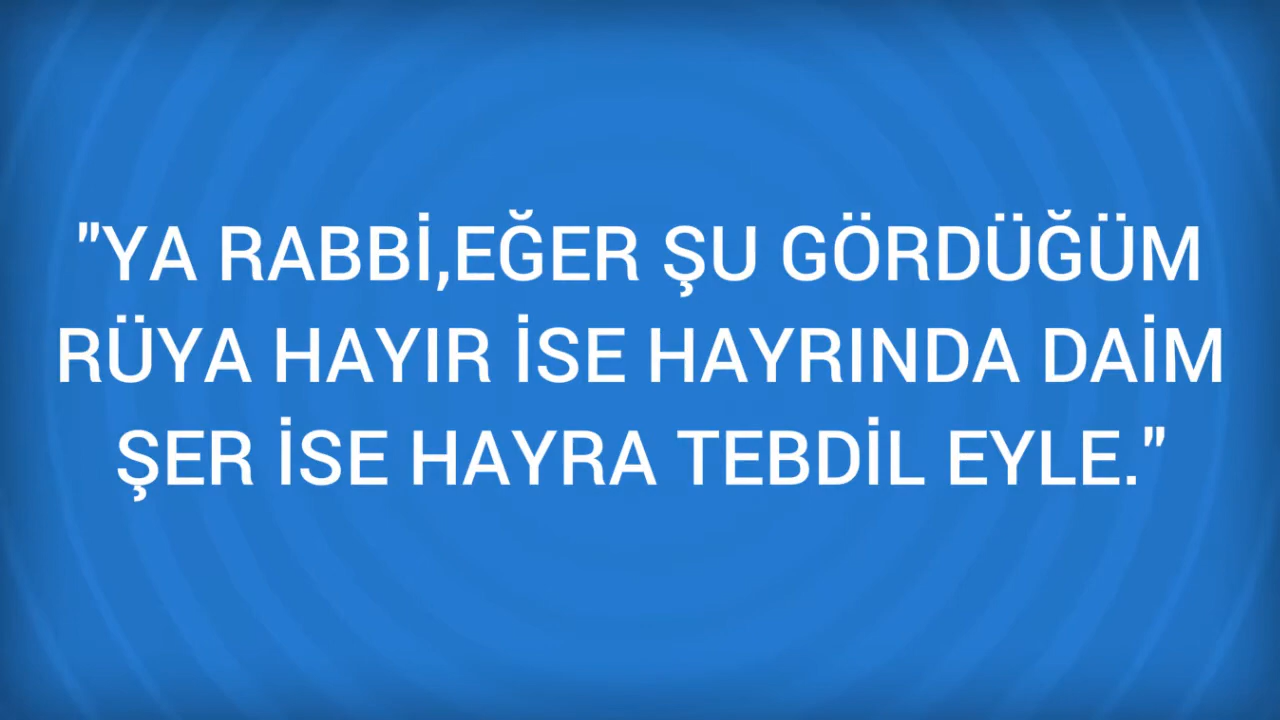 "YA RABBİ,EĞER ŞU GÖRDÜĞÜM
RÜYA HAYIR İSE HAYRINDA DAİM
ŞER İSE HAYRA TEBDİL EYLE."